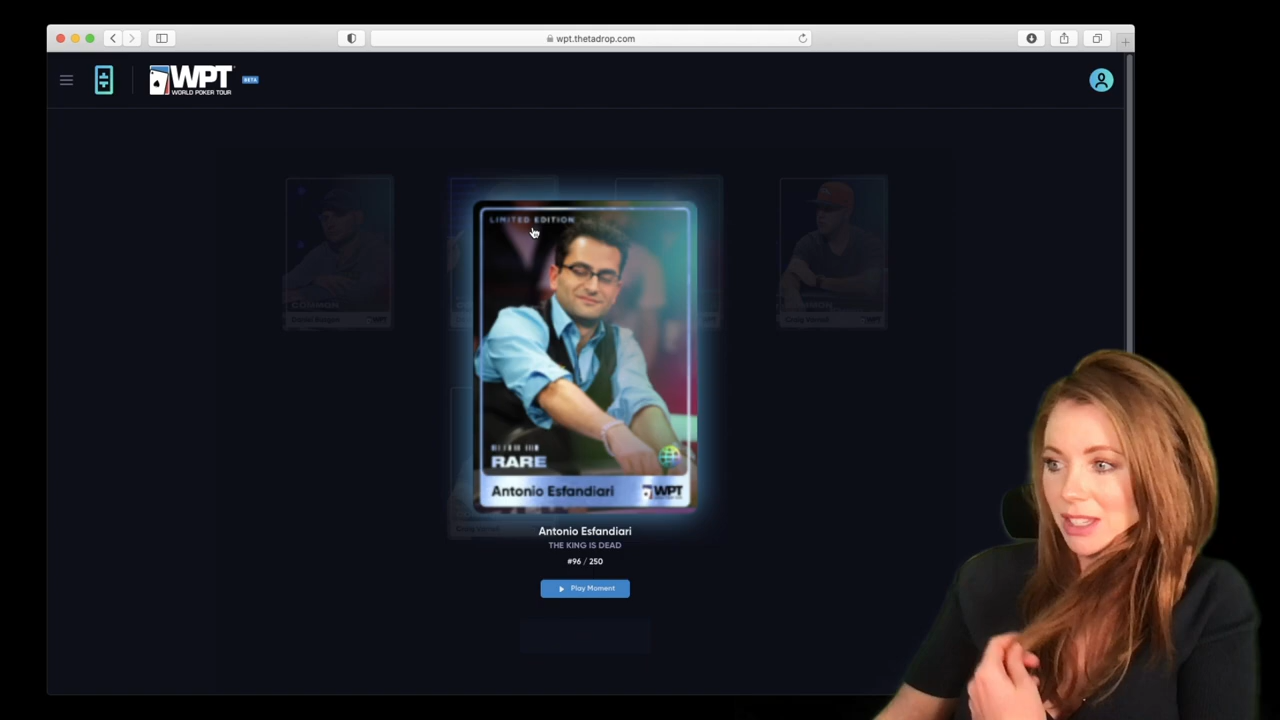 wpt.thetadrop.com
WPT
WORLD POKER TOUR
BETA
LIMITED EDITION
RARE
Antonio Esfandiari
WPT
Antonio Esfandiari
THE KING IS DEAD
#96 / 250
Play Moment